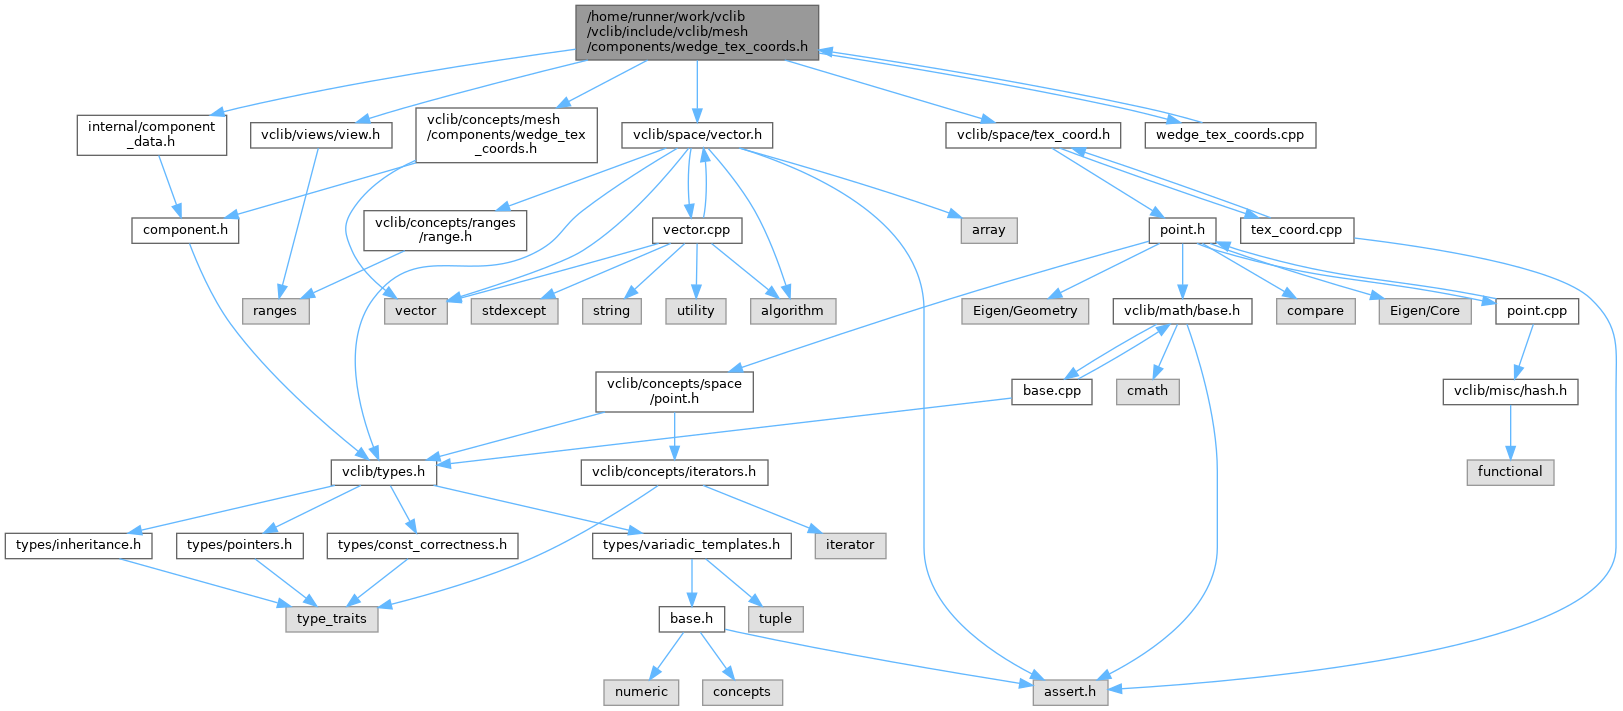 /home/runner/work/vclib
/vclib/include/vclib/mesh
/components/wedge_tex_coords.h
internal/component
_data.h
vclib/views/view.h
vclib/concepts/mesh
/components/wedge_tex
_coords.h
vclib/space/vector.h
vclib/space/tex_coord.h
wedge_tex_coords.cpp
component.h
vclib/concepts/ranges
/range.h
vector.cpp
array
point.h
tex_coord.cpp
ranges
vector
stdexcept
string
utility
algorithm
Eigen/Geometry
vclib/math/base.h
compare
Eigen/Core
point.cpp
vclib/concepts/space
/point.h
base.cpp
cmath
vclib/misc/hash.h
vclib/types.h
vclib/concepts/iterators.h
functional
types/inheritance.h
types/pointers.h
types/const_correctness.h
types/variadic_templates.h
iterator
type_traits
base.h
tuple
numeric
concepts
assert.h